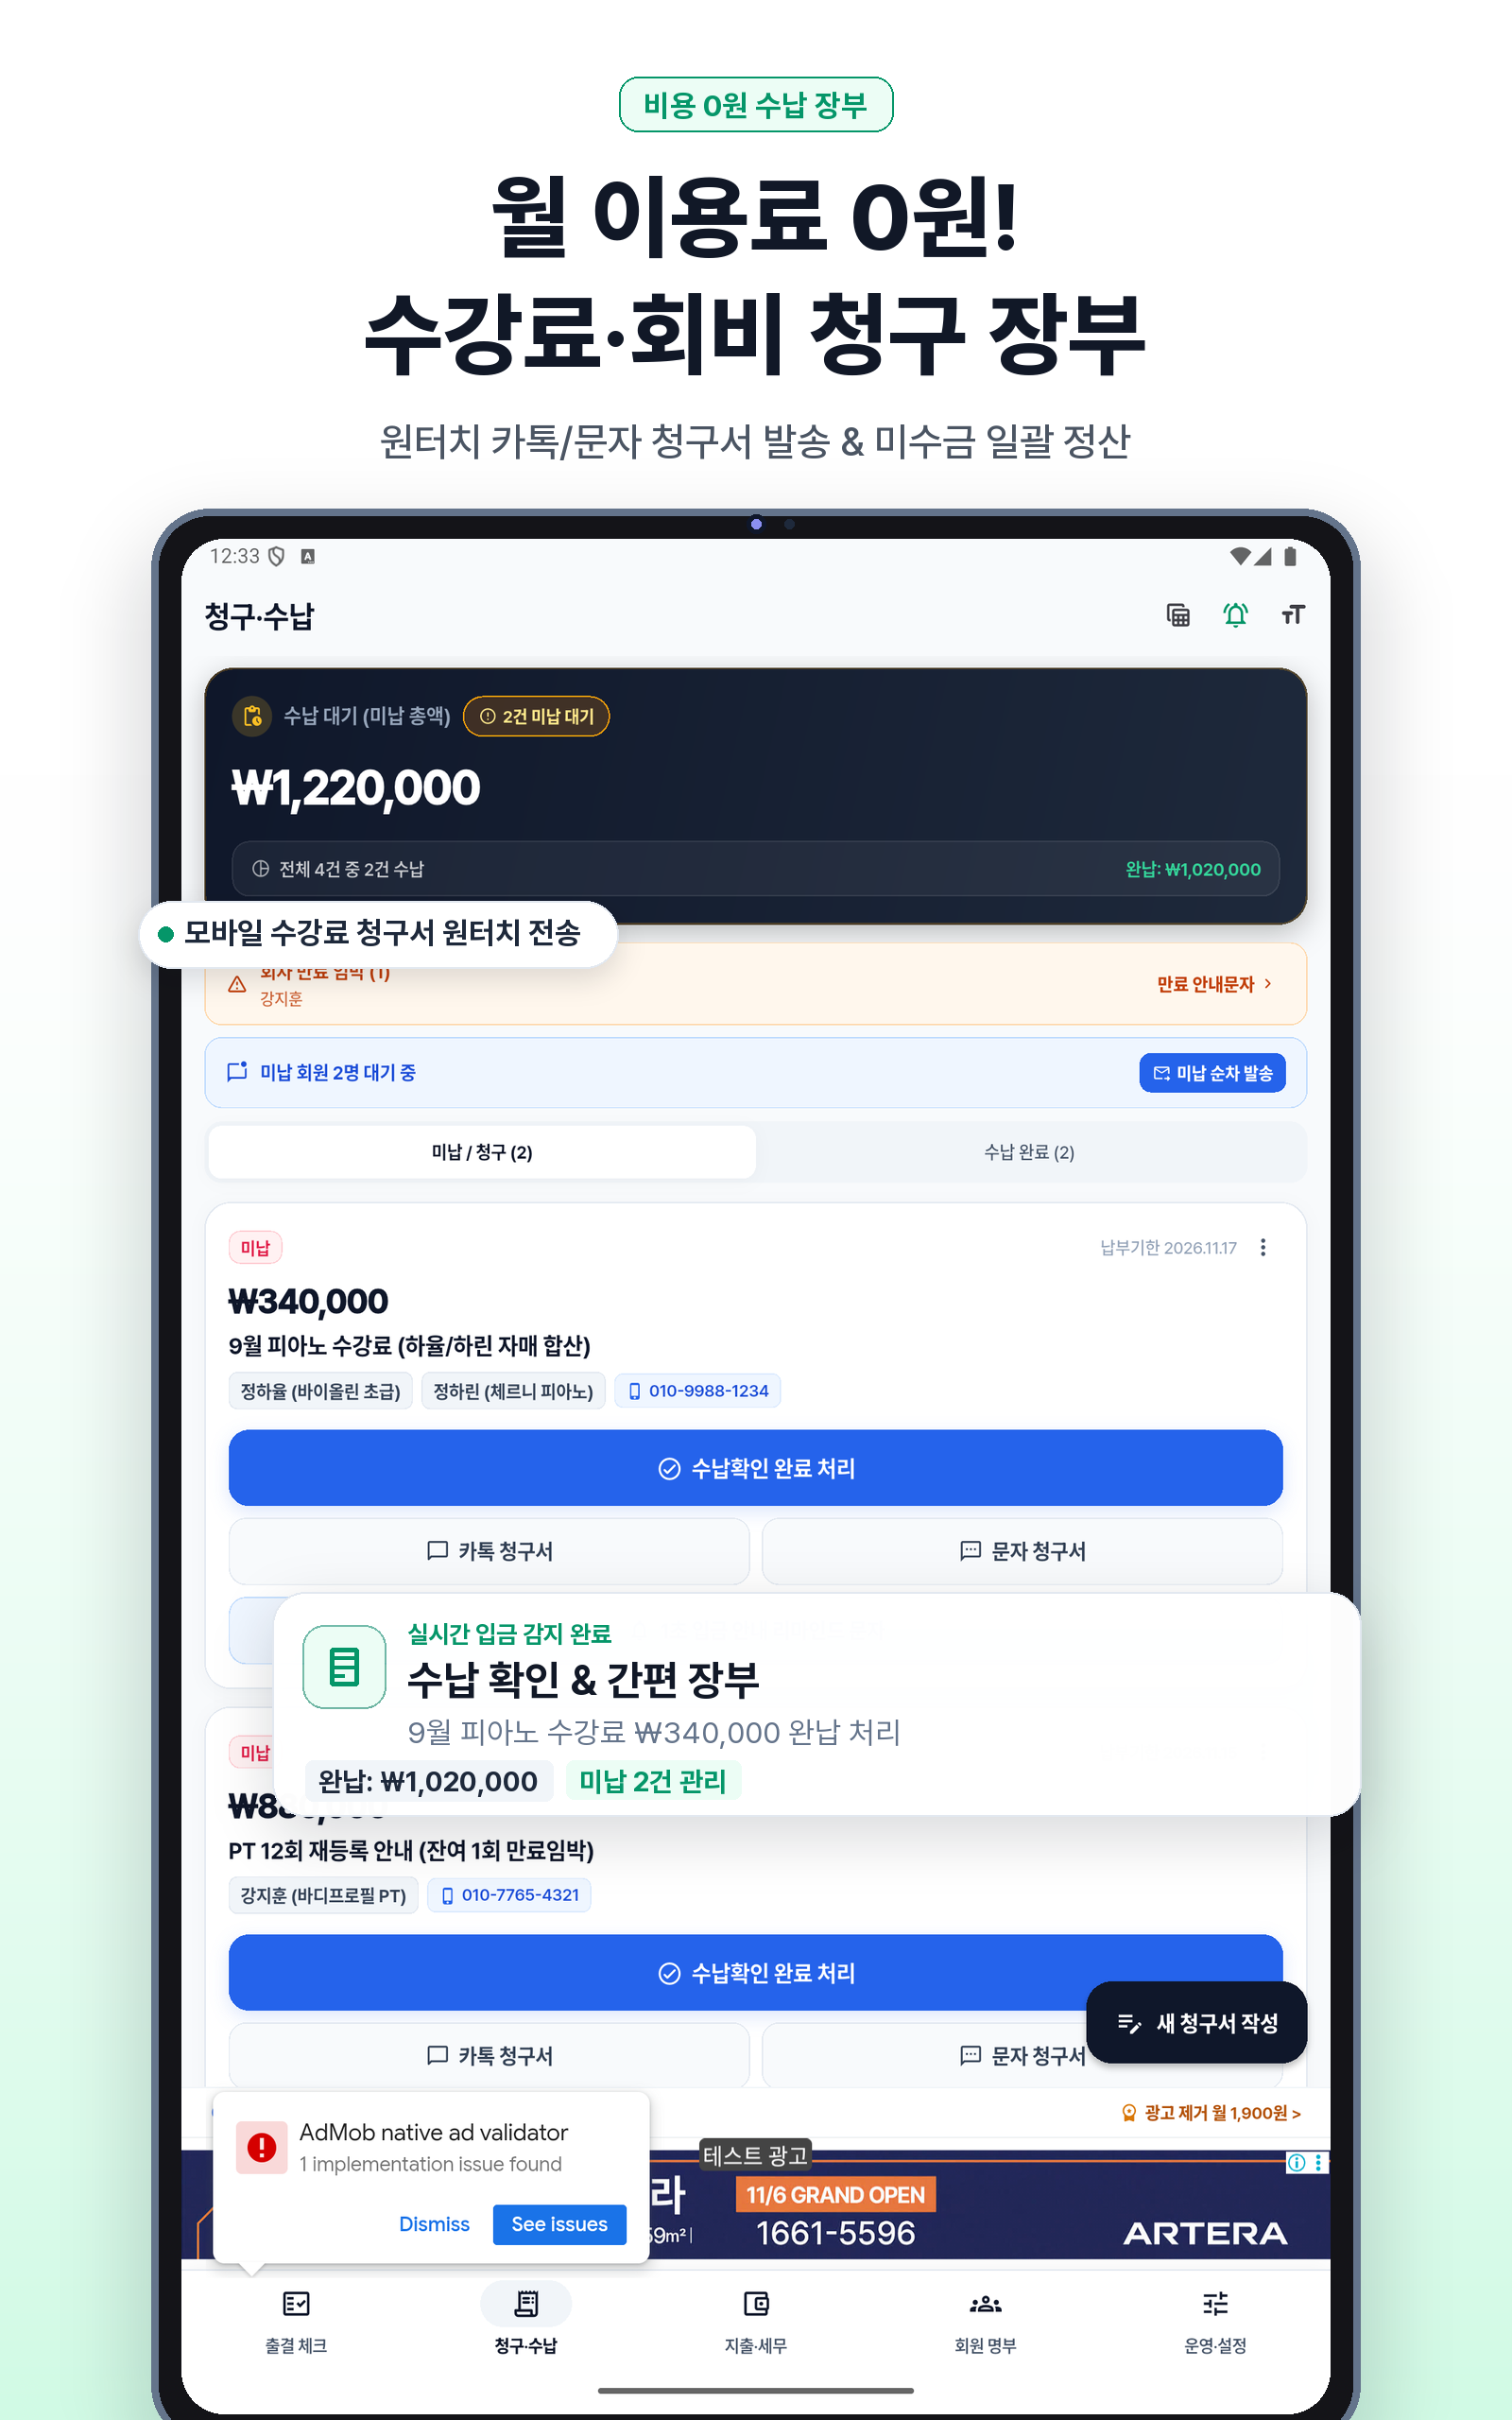 비용 0원 수납 장부
월 이용료 0원!
수강료·회비 청구 장부
원터치 카톡/문자 청구서 발송 & 미수금 일괄 정산
12:33
청구·수납
수납 대기 (미납 총액) 2건 미납 대기
₩1,220,000
전체 4건 중 2건 수납 완납: ₩1,020,000
모바일 수강료 청구서 원터치 전송
회차 만료 임박 (1)
강지훈
만료 안내문자 >
미납 회원 2명 대기 중 미납 순차 발송
미납 / 청구 (2) 수납 완료 (2)
미납 납부기한 2026.11.17
₩340,000
9월 피아노 수강료 (하율/하린 자매 합산)
정하율 (바이올린 초급) 정하린 (체르니 피아노) 010-9988-1234
수납확인 완료 처리
카톡 청구서 문자 청구서
실시간 입금 감지 완료
수납 확인 & 간편 장부
9월 피아노 수강료 ₩340,000 완납 처리
완납: ₩1,020,000 미납 2건 관리
미납
PT 12회 재등록 안내 (잔여 1회 만료임박)
강지훈 (바디프로필 PT) 010-7765-4321
수납확인 완료 처리
카톡 청구서 문자 청구서
새 청구서 작성
광고 제거 월 1,900원 >
AdMob native ad validator
1 implementation issue found
Dismiss See issues
테스트 광고
라 11/6 GRAND OPEN
59m² | 1661-5596 ARTERA
출결 체크 청구·수납 지출·세무 회원 명부 운영·설정